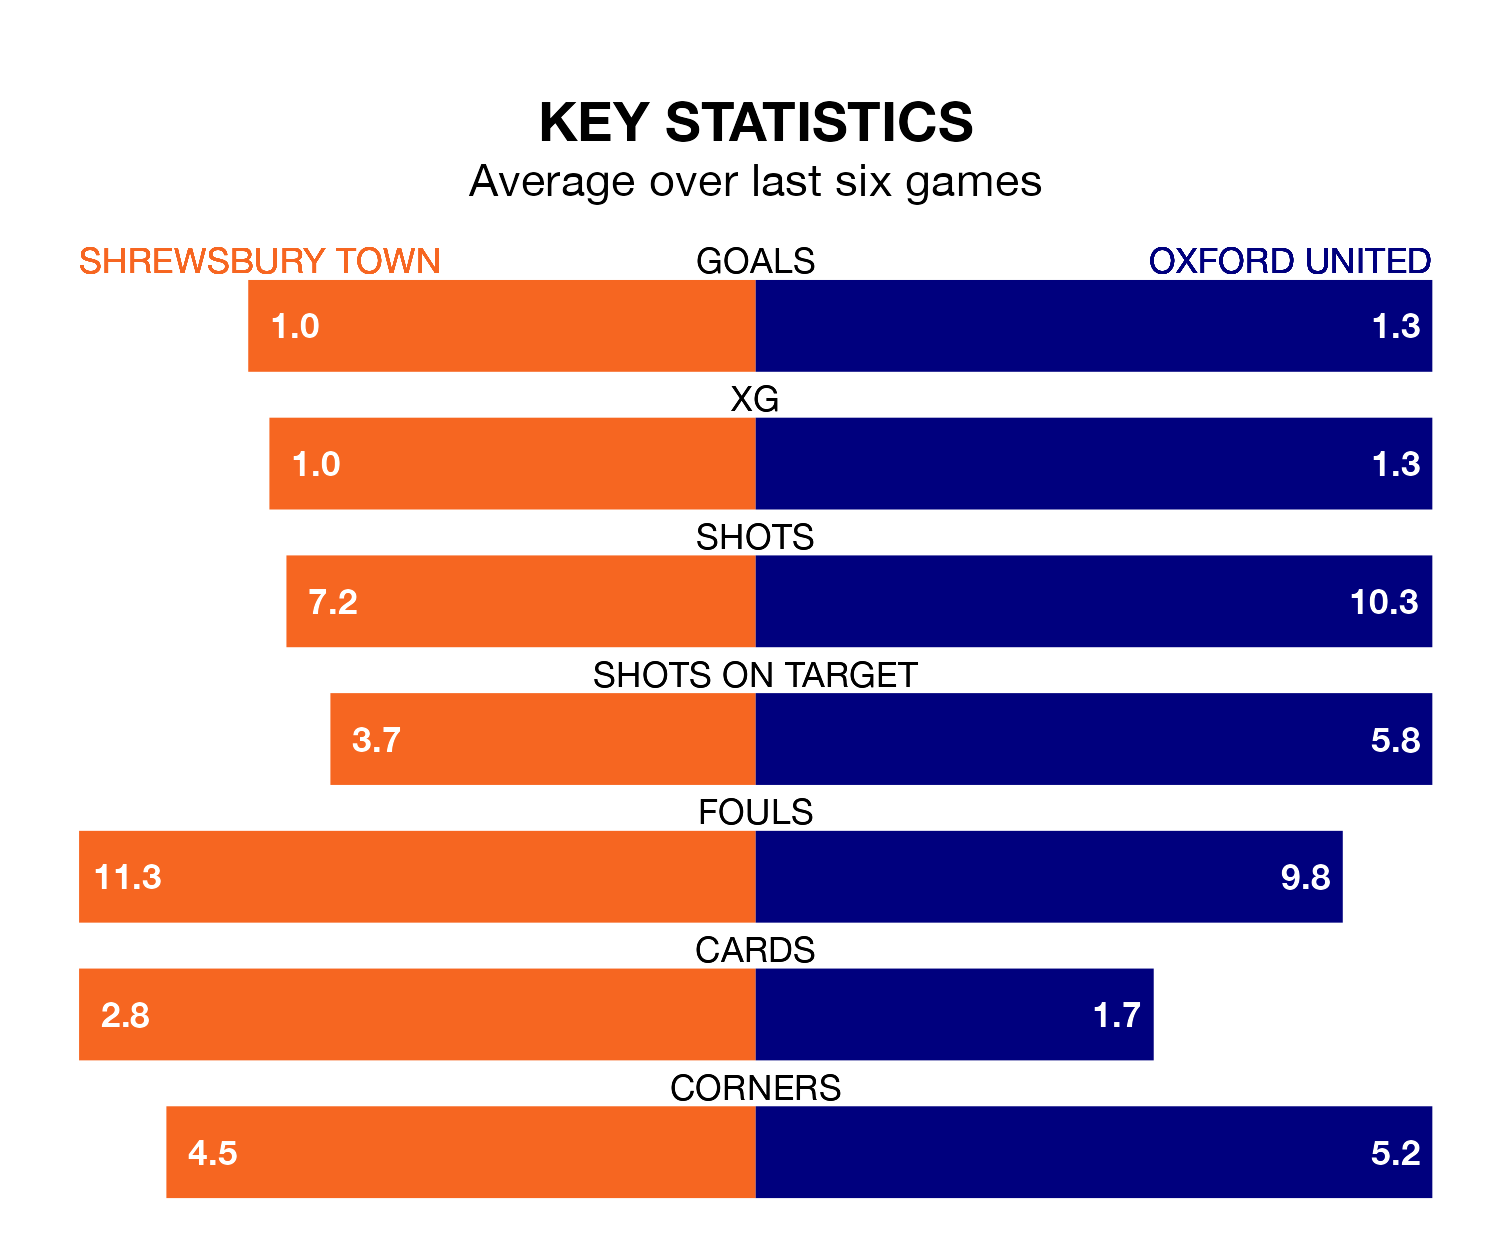 KEY STATISTICS
Average over last six games
SHREWSBURY TOWN GOALS OXFORD UNITED
1.0 1.3
XG
1.0 1.3
SHOTS
7.2 10.3
SHOTS ON TARGET
3.7 5.8
FOULS
11.3 9.8
CARDS
2.8 1.7
CORNERS
4.5 5.2